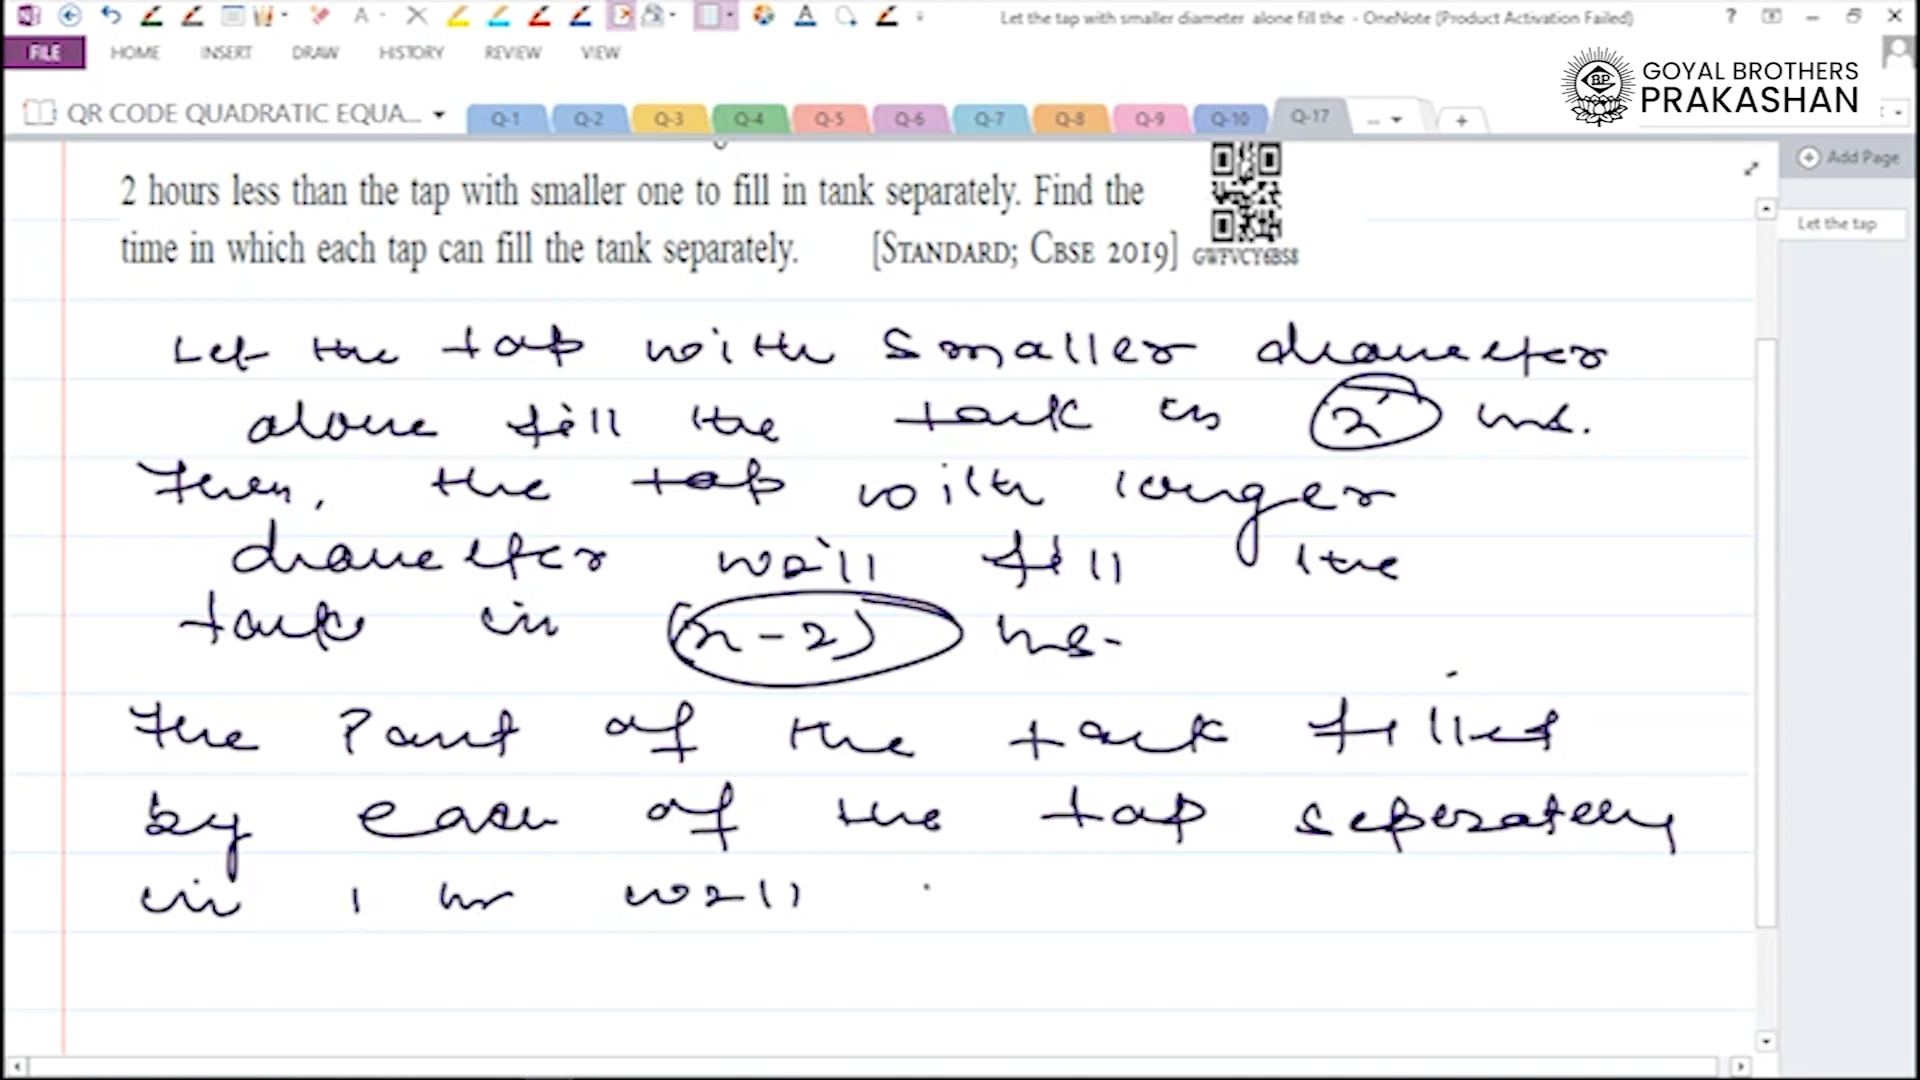 Let the tap with smaller diameter alone fill the - OneNote (Product Activation Failed)
FILE HOME INSERT DRAW HISTORY REVIEW VIEW
GOYAL BROTHERS
PRAKASHAN
QR CODE QUADRATIC EQUA... Q-1 Q-2 Q-3 Q-4 Q-5 Q-6 Q-7 Q-8 Q-9 Q-10 Q-17
Add Page
Let the tap
2 hours less than the tap with smaller one to fill in tank separately. Find the
time in which each tap can fill the tank separately. [STANDARD; CBSE 2019]
GWFVCY6BS8
Let the tap with smaller diameter
alone fill the tank in x hrs.
Then, the tap with longer
diameter will fill the
tank in (x-2) hrs.
The Part of the tank filled
by each of the tap seperately
in 1 hr will